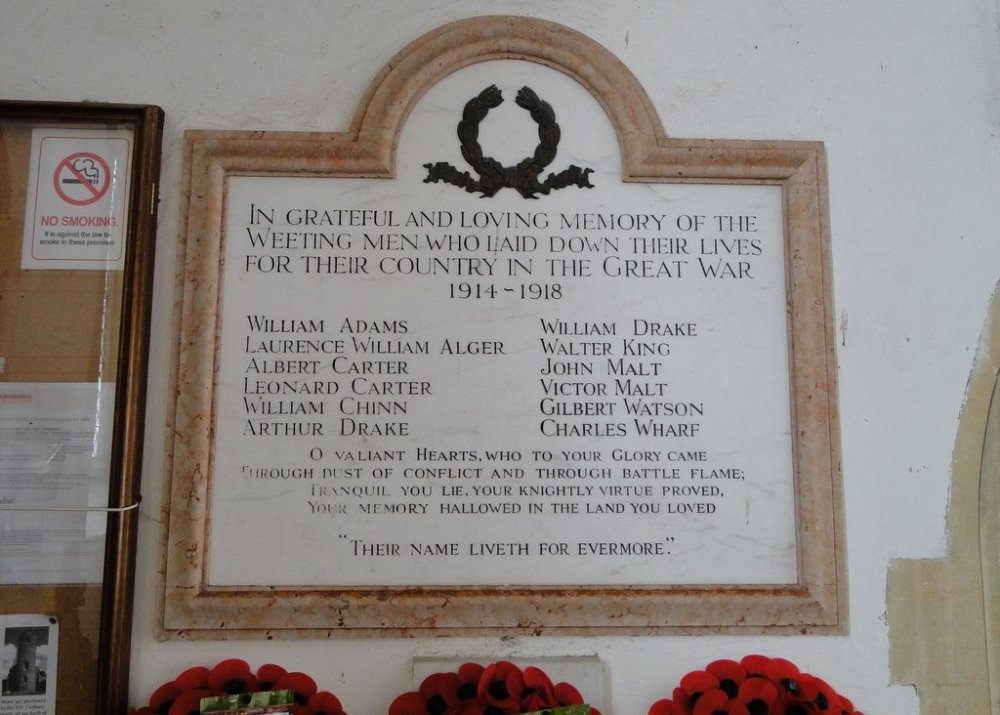 NO SMOKING
It is against the law to
smoke in these premises
IN GRATEFUL AND LOVING MEMORY OF THE
WEETING MEN WHO LAID DOWN THEIR LIVES
FOR THEIR COUNTRY IN THE GREAT WAR
1914 - 1918
WILLIAM ADAMS
LAURENCE WILLIAM ALGER
ALBERT CARTER
LEONARD CARTER
WILLIAM CHINN
ARTHUR DRAKE
WILLIAM DRAKE
WALTER KING
JOHN MALT
VICTOR MALT
GILBERT WATSON
CHARLES WHARF
O VALIANT HEARTS, WHO TO YOUR GLORY CAME
THROUGH DUST OF CONFLICT AND THROUGH BATTLE FLAME;
TRANQUIL YOU LIE, YOUR KNIGHTLY VIRTUE PROVED,
YOUR MEMORY HALLOWED IN THE LAND YOU LOVED
"THEIR NAME LIVETH FOR EVERMORE."